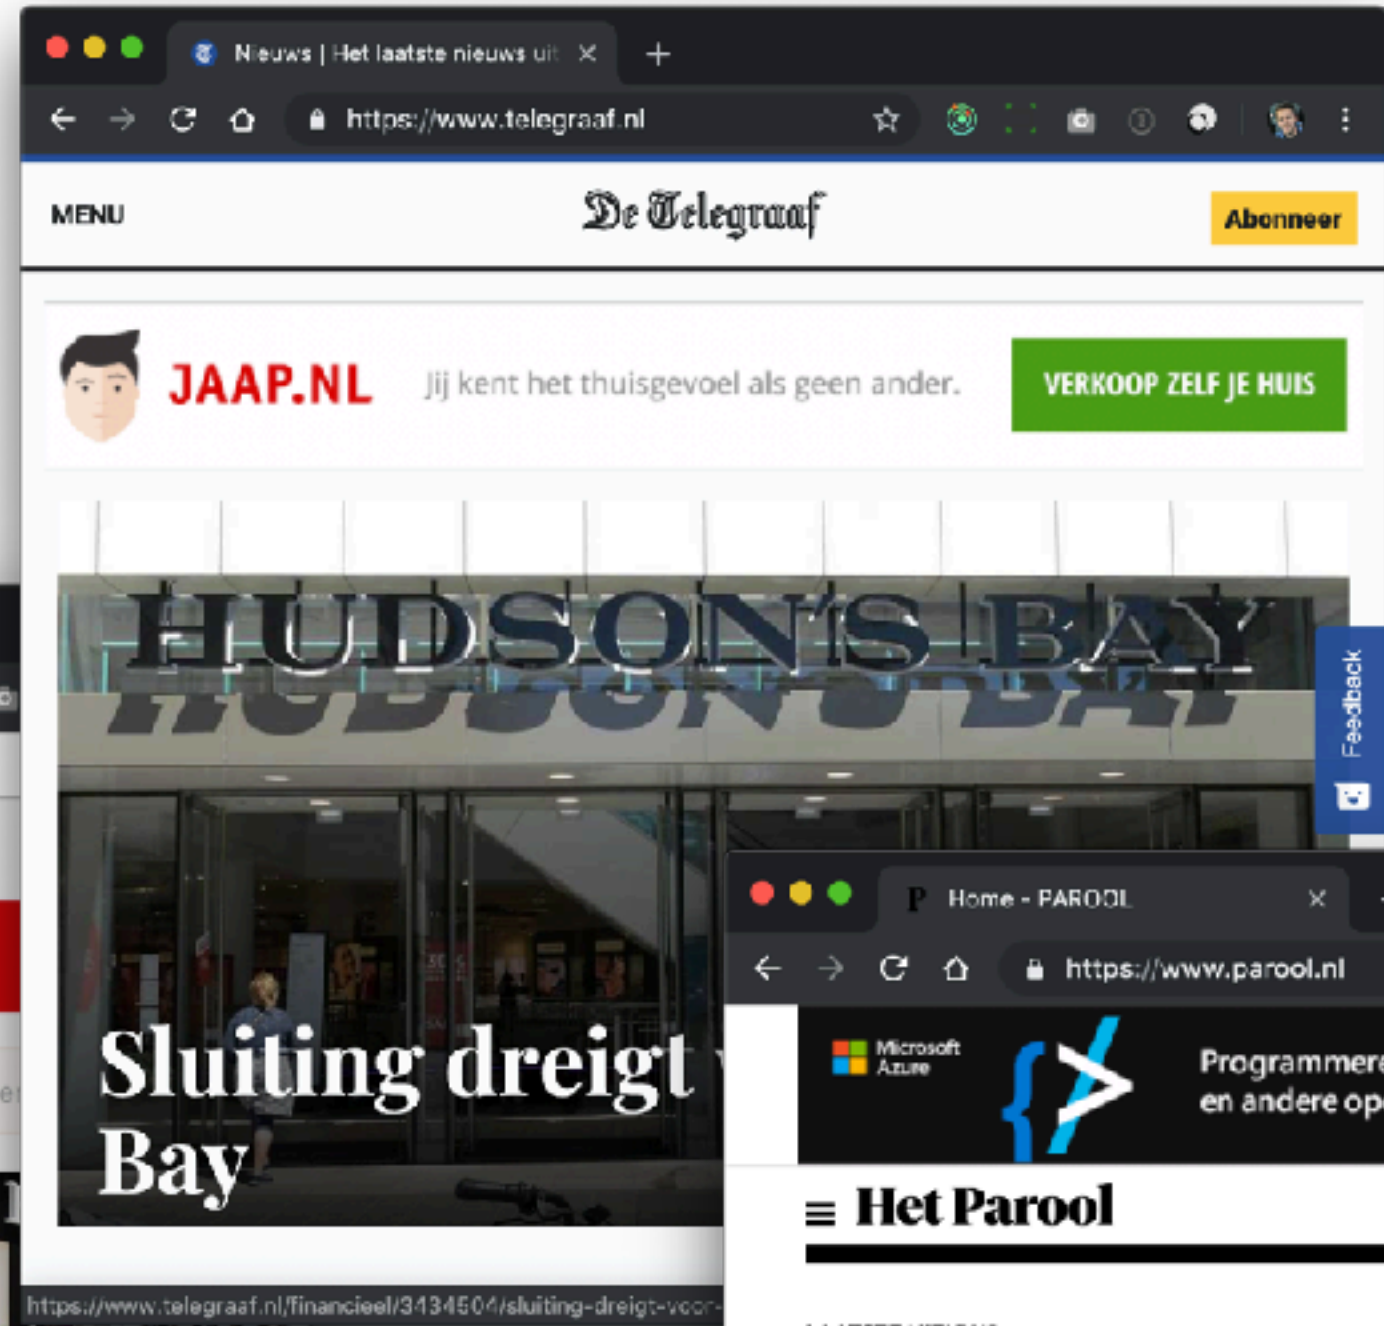 Nieuws | Het laatste nieuws uit
https://www.telegraaf.nl
MENU
De Telegraaf
Abonneer
JAAP.NL
Jij kent het thuisgevoel als geen ander.
VERKOOP ZELF JE HUIS
HUDSON'S BAY
Feedback
Sluiting dreigt
Bay
https://www.telegraaf.nl/financieel/3434504/sluiting-dreigt-voor-
Home - PAROOL
https://www.parool.nl
Microsoft
Azure
Programmere
en andere op
Het Parool